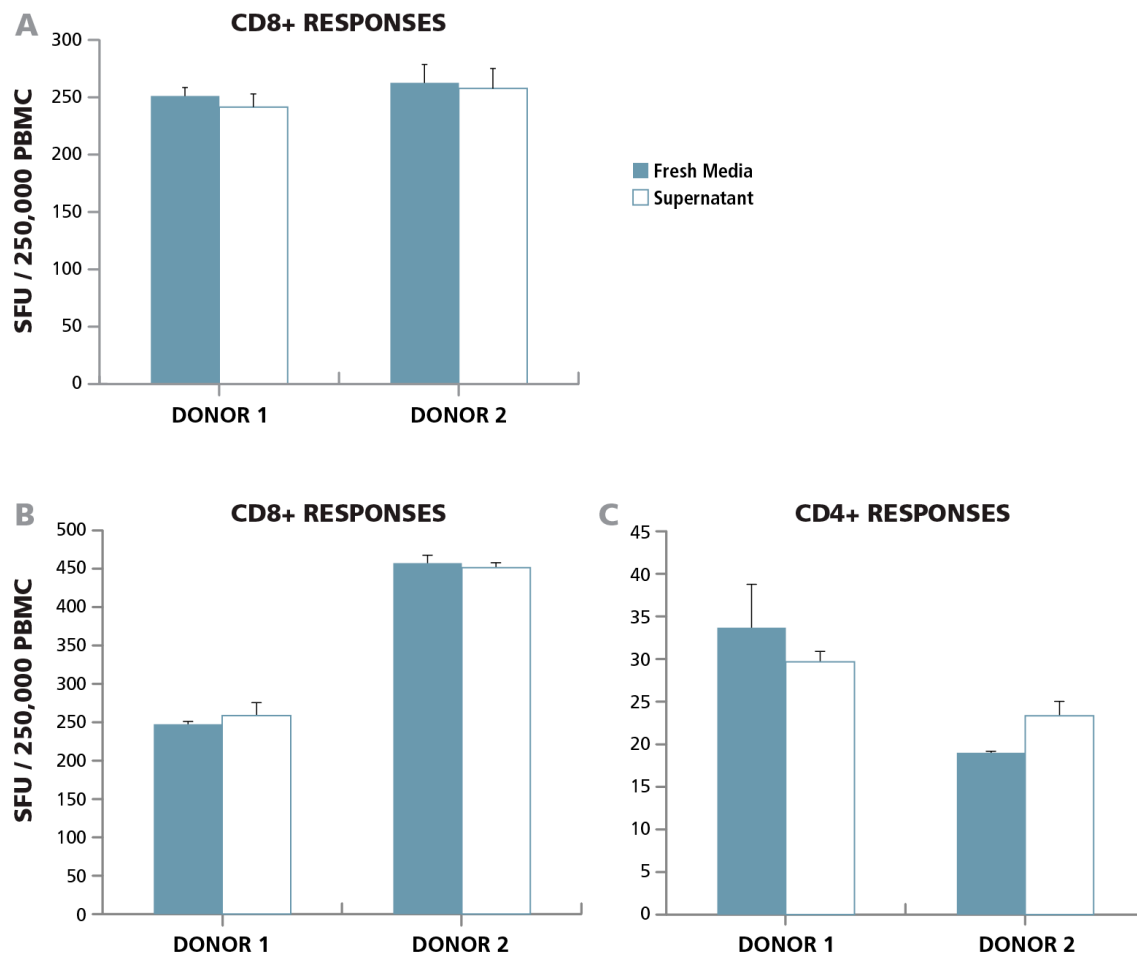 A
CD8+ RESPONSES
SFU / 250,000 PBMC
300
250
200
150
100
50
0
DONOR 1
DONOR 2
Fresh Media
Supernatant
B
CD8+ RESPONSES
SFU / 250,000 PBMC
500
450
400
350
300
250
200
150
100
50
0
DONOR 1
DONOR 2
C
CD4+ RESPONSES
45
40
35
30
25
20
15
10
5
0
DONOR 1
DONOR 2